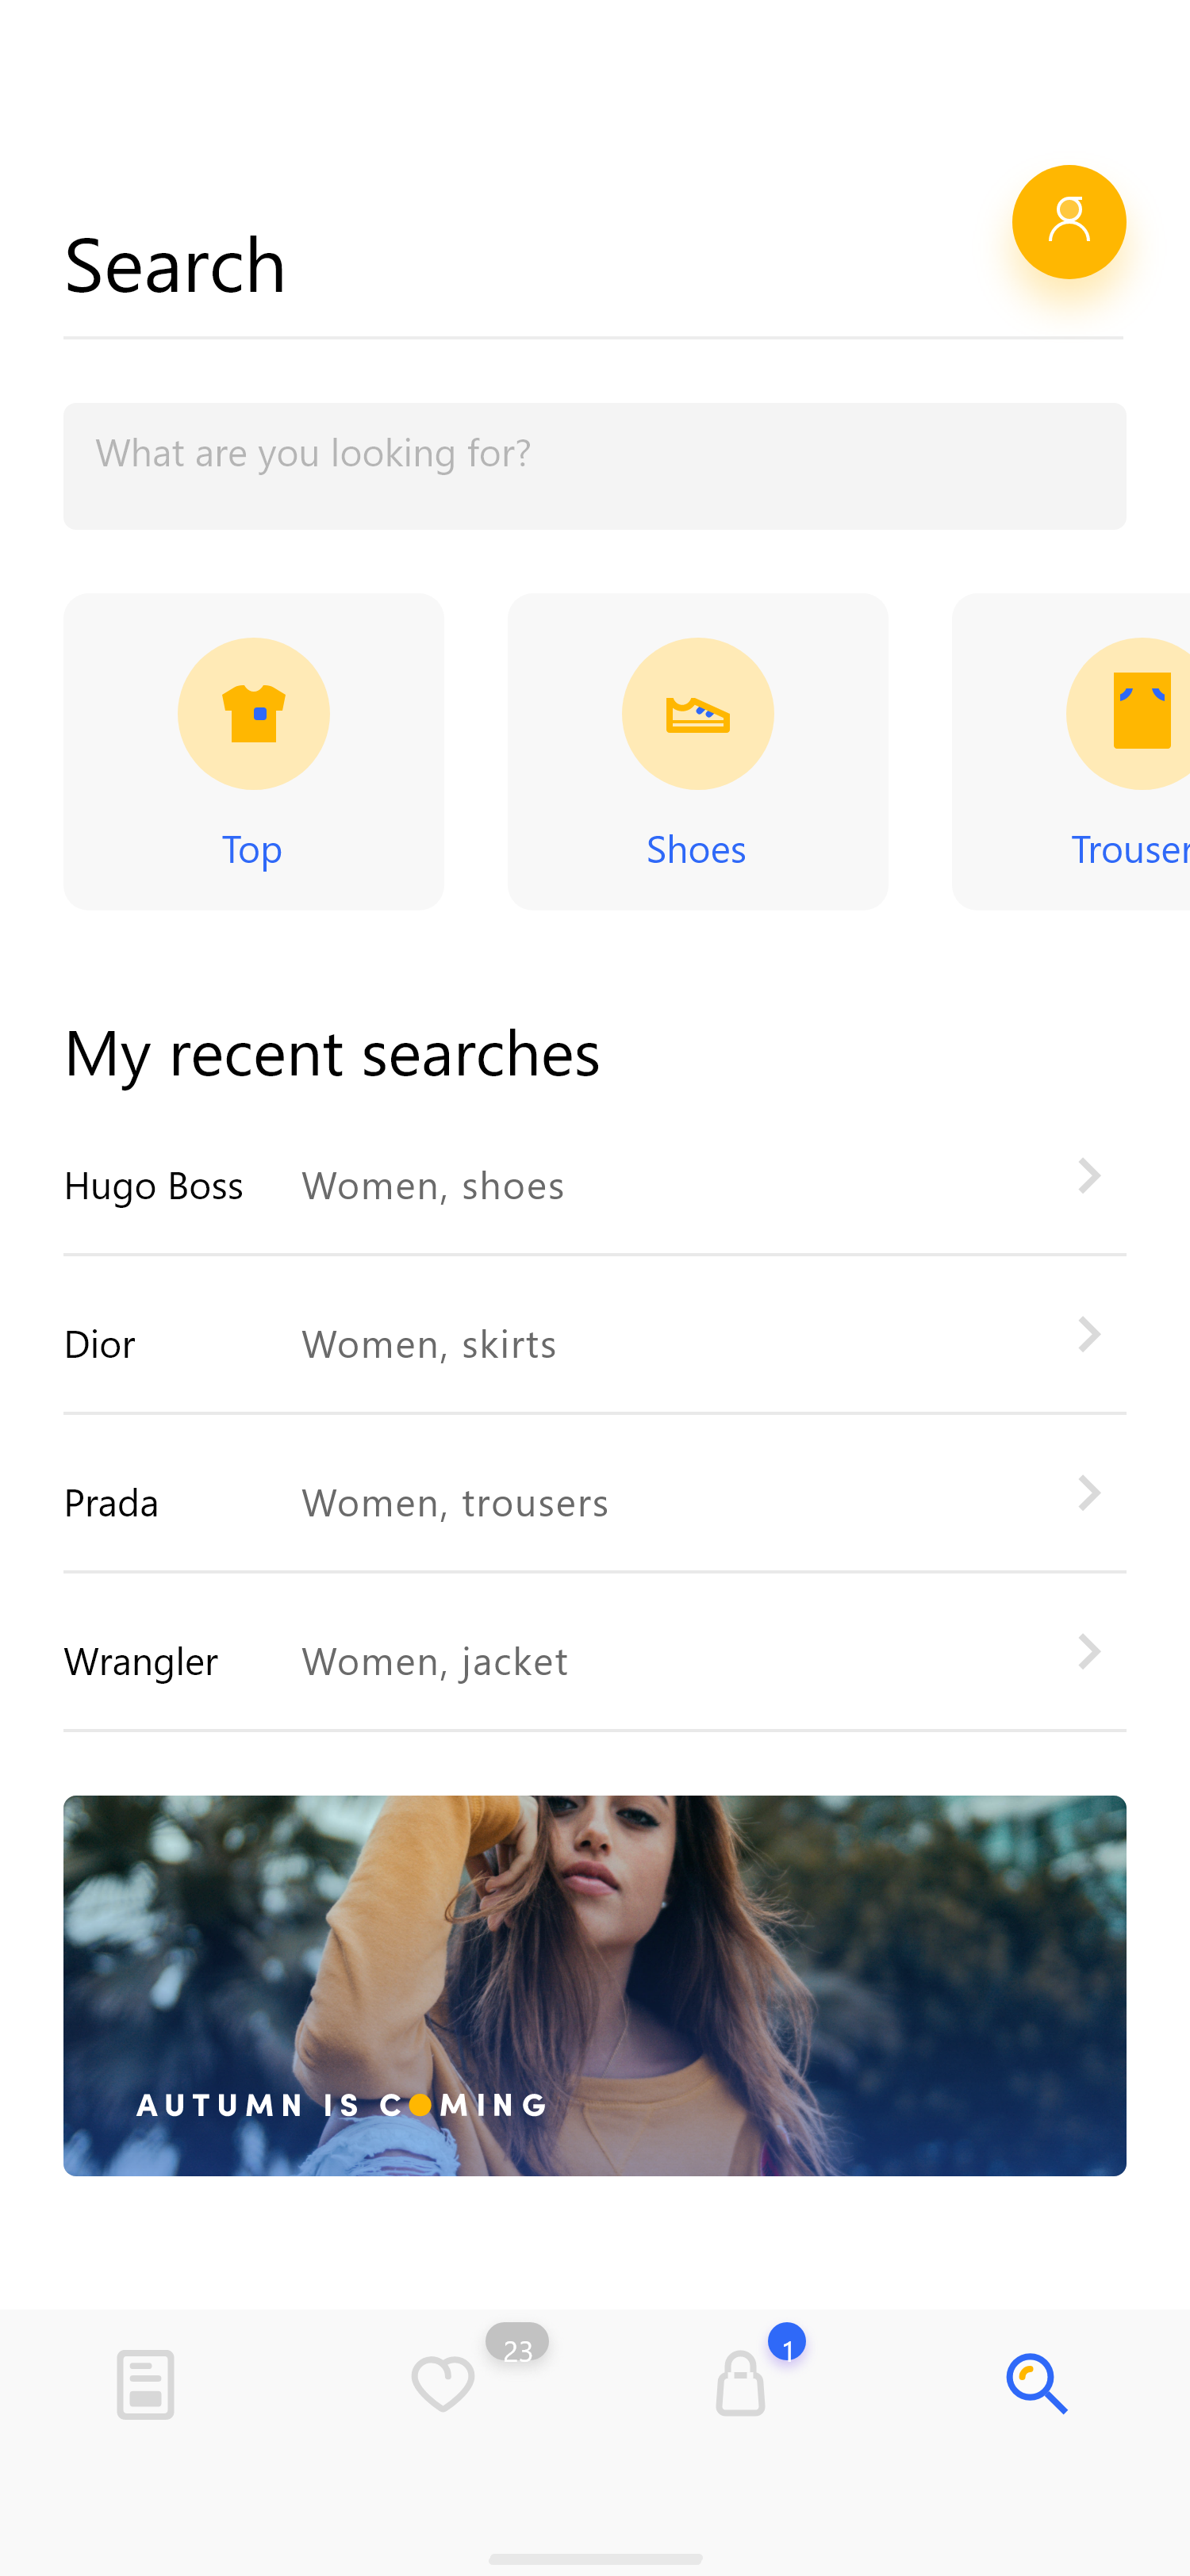 Search
What are you looking for?
Top
Shoes
Trouser
My recent searches
Hugo Boss Women, shoes
Dior Women, skirts
Prada Women, trousers
Wrangler Women, jacket
AUTUMN IS COMING
23
1